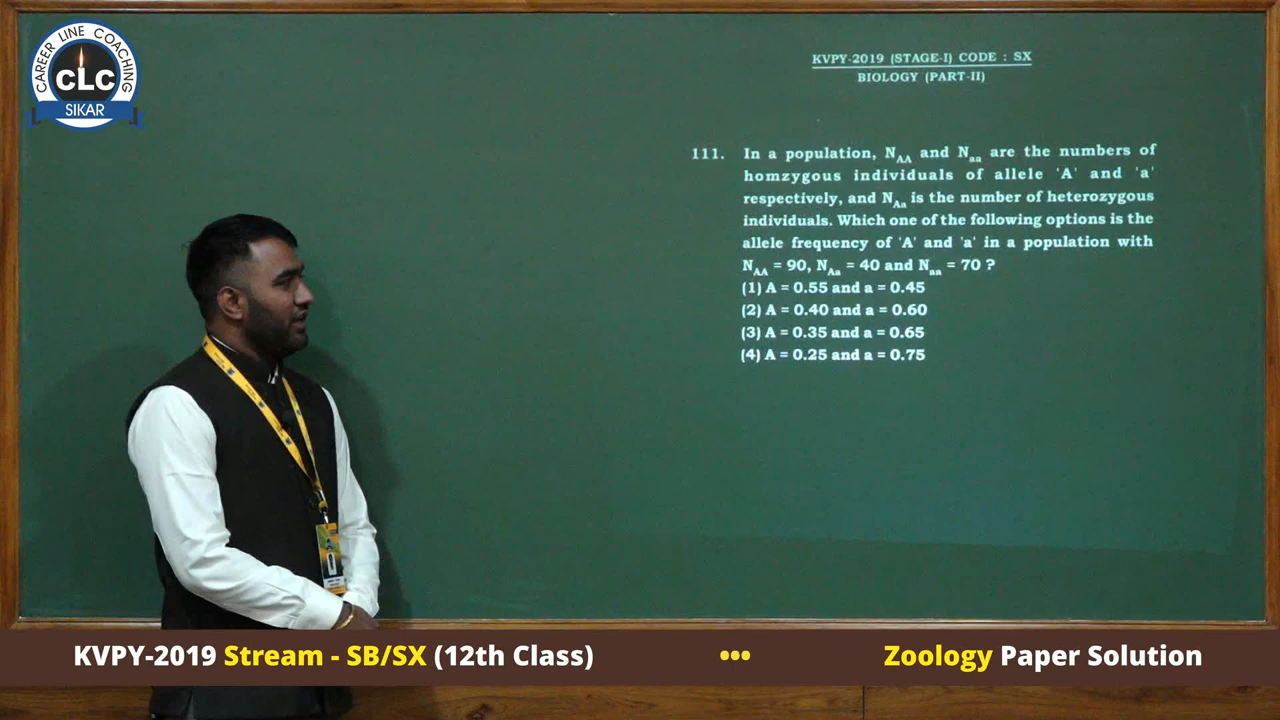 CAREER LINE COACHING
CLC
SIKAR
KVPY-2019 (STAGE-I) CODE : SX
BIOLOGY (PART-II)
111. In a population, NAA and Naa are the numbers of
homzygous individuals of allele 'A' and 'a'
respectively, and NAa is the number of heterozygous
individuals. Which one of the following options is the
allele frequency of 'A' and 'a' in a population with
NAA = 90, NAa = 40 and Naa = 70 ?
(1) A = 0.55 and a = 0.45
(2) A = 0.40 and a = 0.60
(3) A = 0.35 and a = 0.65
(4) A = 0.25 and a = 0.75
KVPY-2019 Stream - SB/SX (12th Class) ••• Zoology Paper Solution